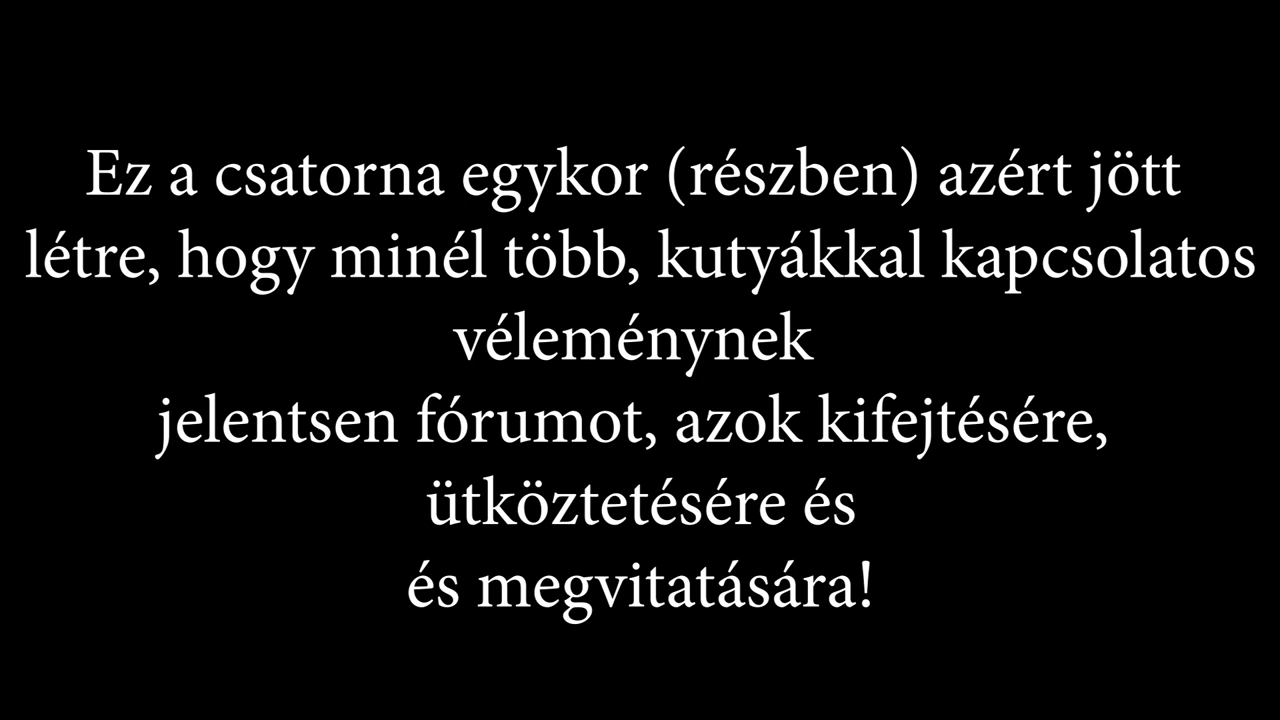 Ez a csatorna egykor (részben) azért jött
létre, hogy minél több, kutyákkal kapcsolatos
véleménynek
jelentsen fórumot, azok kifejtésére,
ütköztetésére és
és megvitatására!